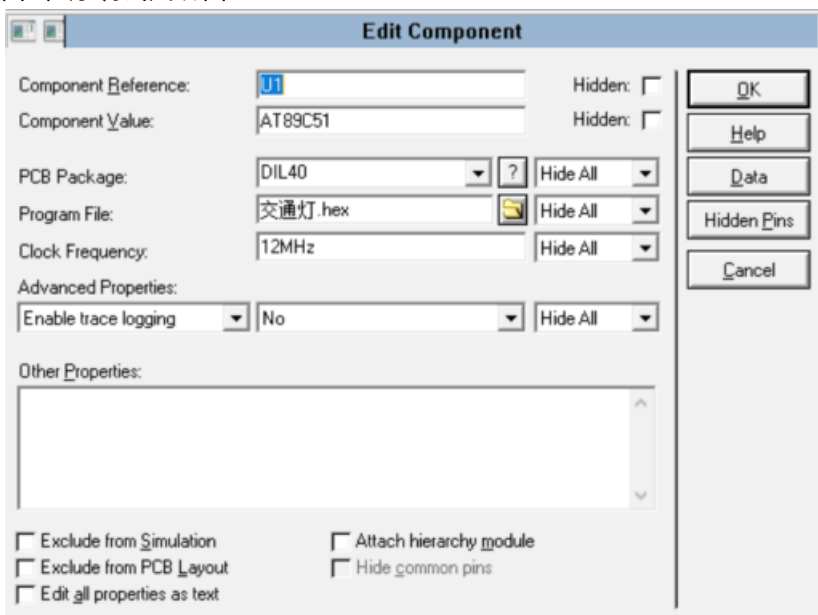 Edit Component
Component Reference: U1 Hidden:
Component Value: AT89C51 Hidden:
PCB Package: DIL40 ? Hide All
Program File: 交通灯.hex Hide All
Clock Frequency: 12MHz Hide All
Advanced Properties:
Enable trace logging No Hide All
Other Properties:
Exclude from Simulation Attach hierarchy module
Exclude from PCB Layout Hide common pins
Edit all properties as text
OK
Help
Data
Hidden Pins
Cancel